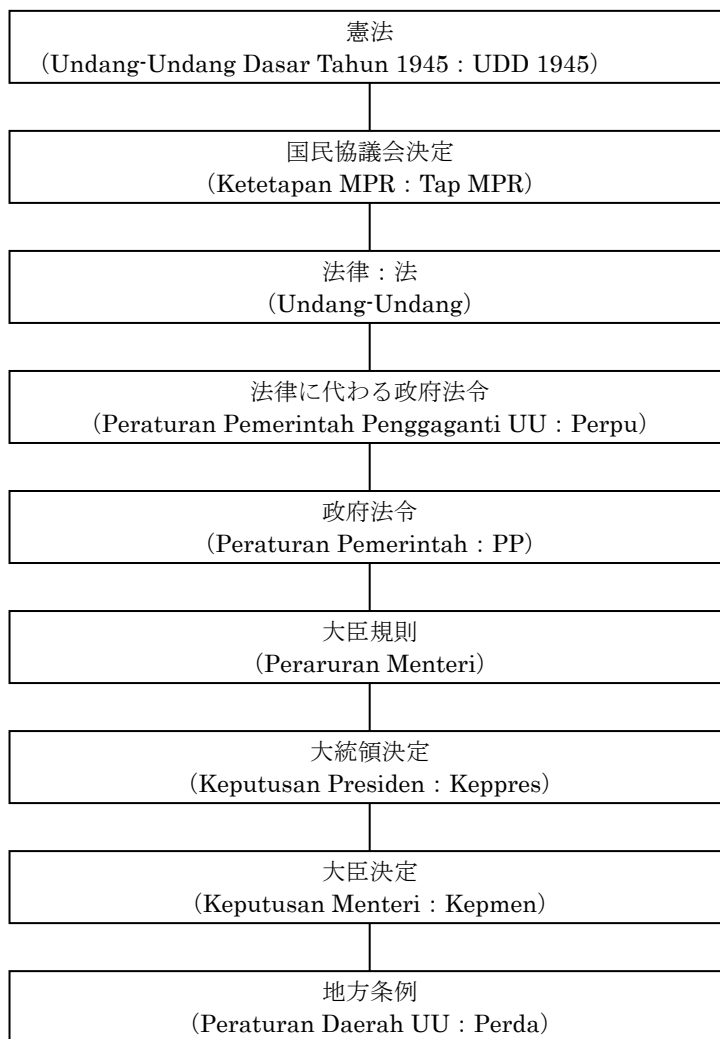 憲法
（Undang-Undang Dasar Tahun 1945：UDD 1945）
国民協議会決定
（Ketetapan MPR：Tap MPR）
法律：法
（Undang-Undang）
法律に代わる政府法令
（Peraturan Pemerintah Penggaganti UU：Perpu）
政府法令
（Peraturan Pemerintah：PP）
大臣規則
（Peraruran Menteri）
大統領決定
（Keputusan Presiden：Keppres）
大臣決定
（Keputusan Menteri：Kepmen）
地方条例
（Peraturan Daerah UU：Perda）